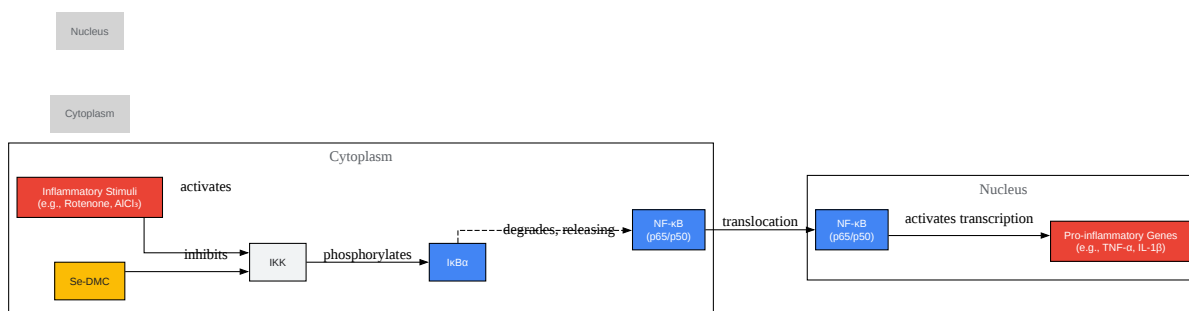 Nucleus
Cytoplasm
Cytoplasm
Inflammatory Stimuli
(e.g., Rotenone, AlCl₃)
activates
inhibits
Se-DMC
IKK
phosphorylates
IκBα
degrades, releasing
NF-κB
(p65/p50)
translocation
Nucleus
NF-κB
(p65/p50)
activates transcription
Pro-inflammatory Genes
(e.g., TNF-α, IL-1β)